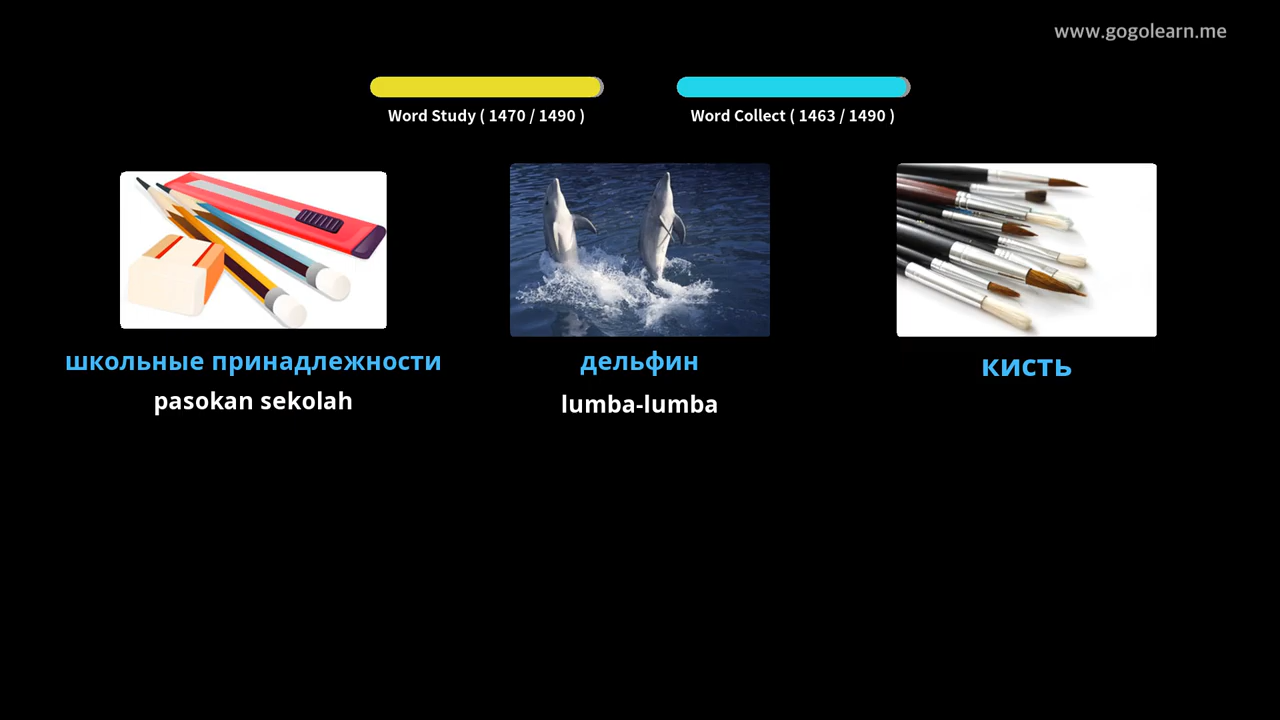 www.gogolearn.me
Word Study ( 1470 / 1490 )
Word Collect ( 1463 / 1490 )
школьные принадлежности
pasokan sekolah
дельфин
lumba-lumba
кисть